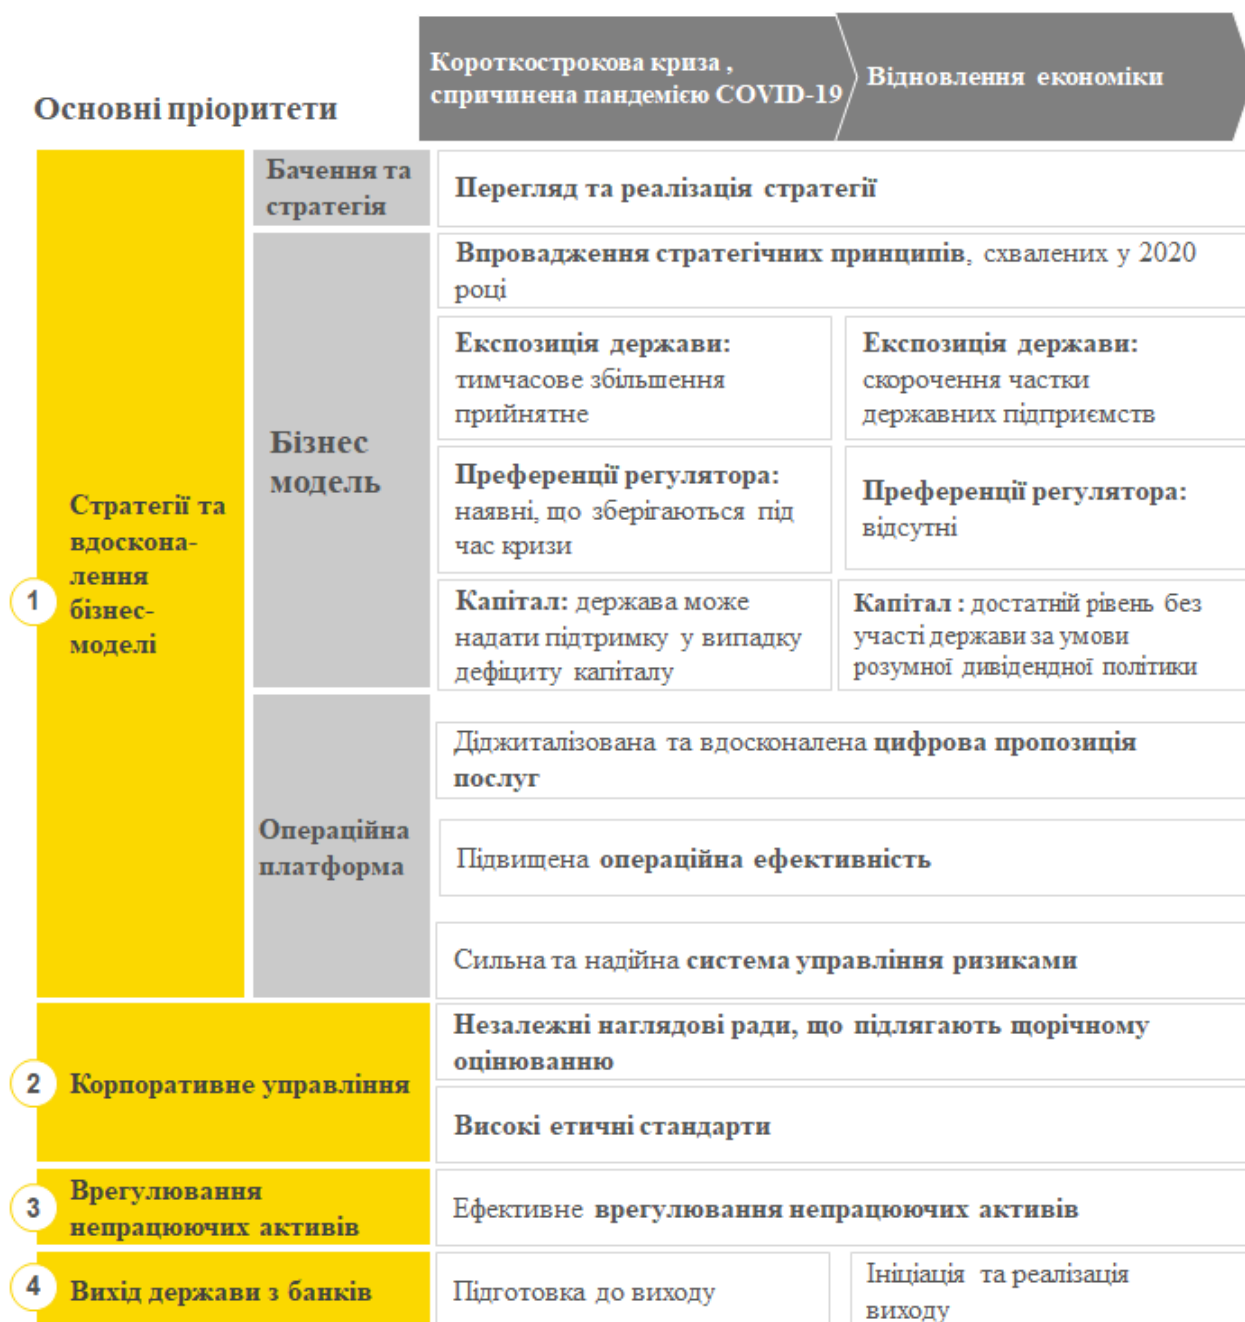 Короткострокова криза ,
спричинена пандемією COVID-19
Відновлення економіки
Основні пріоритети
1
Стратегії та
вдоскона-
лення
бізнес-
моделі
Бачення та
стратегія
Перегляд та реалізація стратегії
Бізнес
модель
Впровадження стратегічних принципів, схвалених у 2020
році
Експозиція держави:
тимчасове збільшення
прийнятне
Експозиція держави:
скорочення частки
державних підприємств
Преференції регулятора:
наявні, що зберігаються під
час кризи
Преференції регулятора:
відсутні
Капітал: держава може
надати підтримку у випадку
дефіциту капіталу
Капітал : достатній рівень без
участі держави за умови
розумної дивідендної політики
Операційна
платформа
Діджиталізована та вдосконалена цифрова пропозиція
послуг
Підвищена операційна ефективність
Сильна та надійна система управління ризиками
2
Корпоративне управління
Незалежні наглядові ради, що підлягають щорічному
оцінюванню
Високі етичні стандарти
3
Врегулювання
непрацюючих активів
Ефективне врегулювання непрацюючих активів
4
Вихід держави з банків
Підготовка до виходу
Ініціація та реалізація
виходу